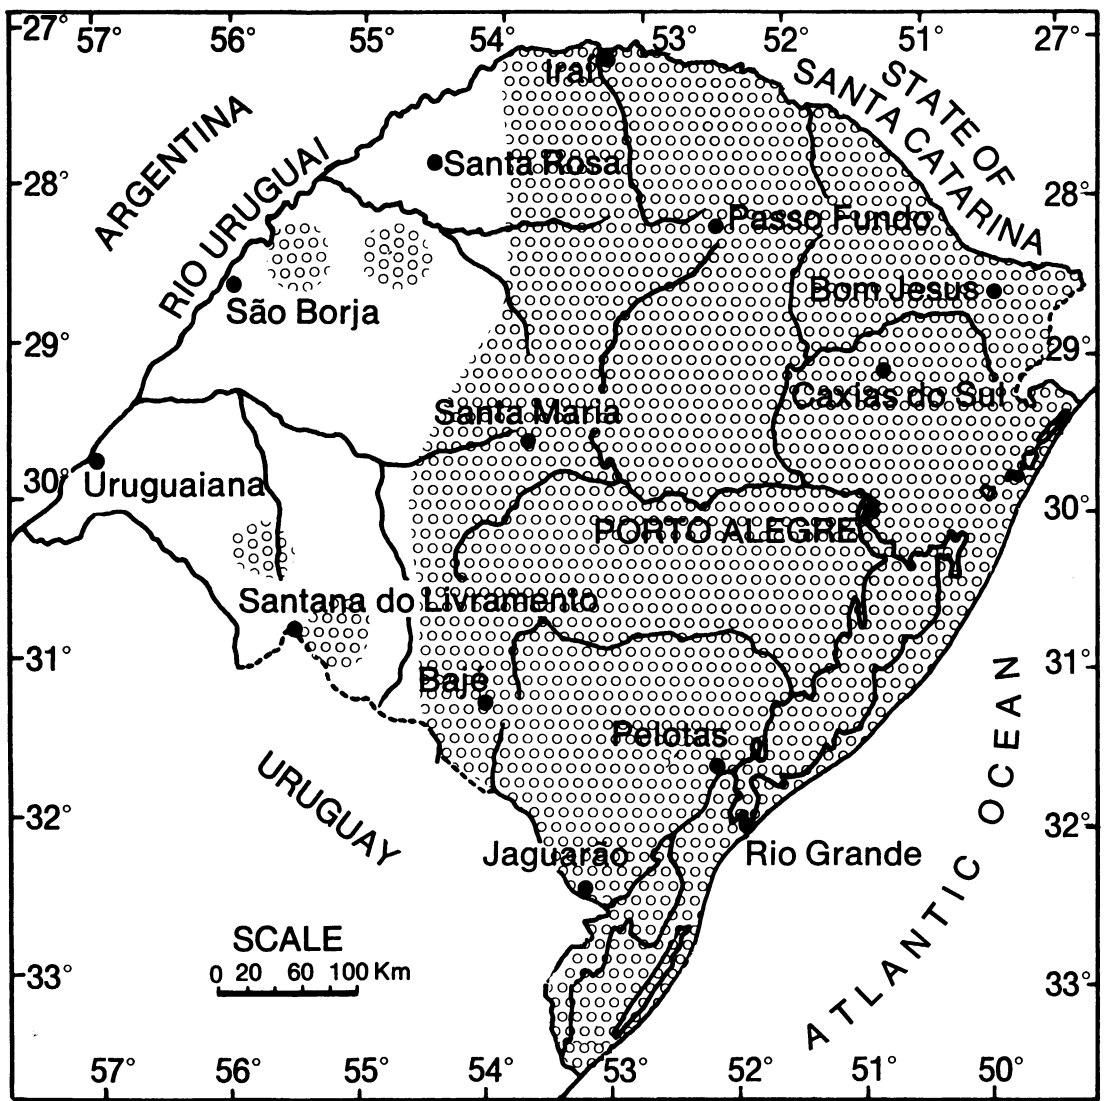 27°
57°
56°
55°
54°
53°
52°
51°
27°
Iraí
STATE OF
SANTA CATARINA
ARGENTINA
RIO URUGUAI
Santa Rosa
28°
28°
Passo Fundo
Bom Jesus
São Borja
29°
29°
Caxias do Sul
Santa Maria
30°
Uruguaiana
30°
PORTO ALEGRE
Santana do Livramento
31°
31°
Bajé
Pelotas
URUGUAY
ATLANTIC OCEAN
32°
32°
Jaguarão
Rio Grande
SCALE
0 20 60 100 Km
33°
33°
57°
56°
55°
54°
53°
52°
51°
50°